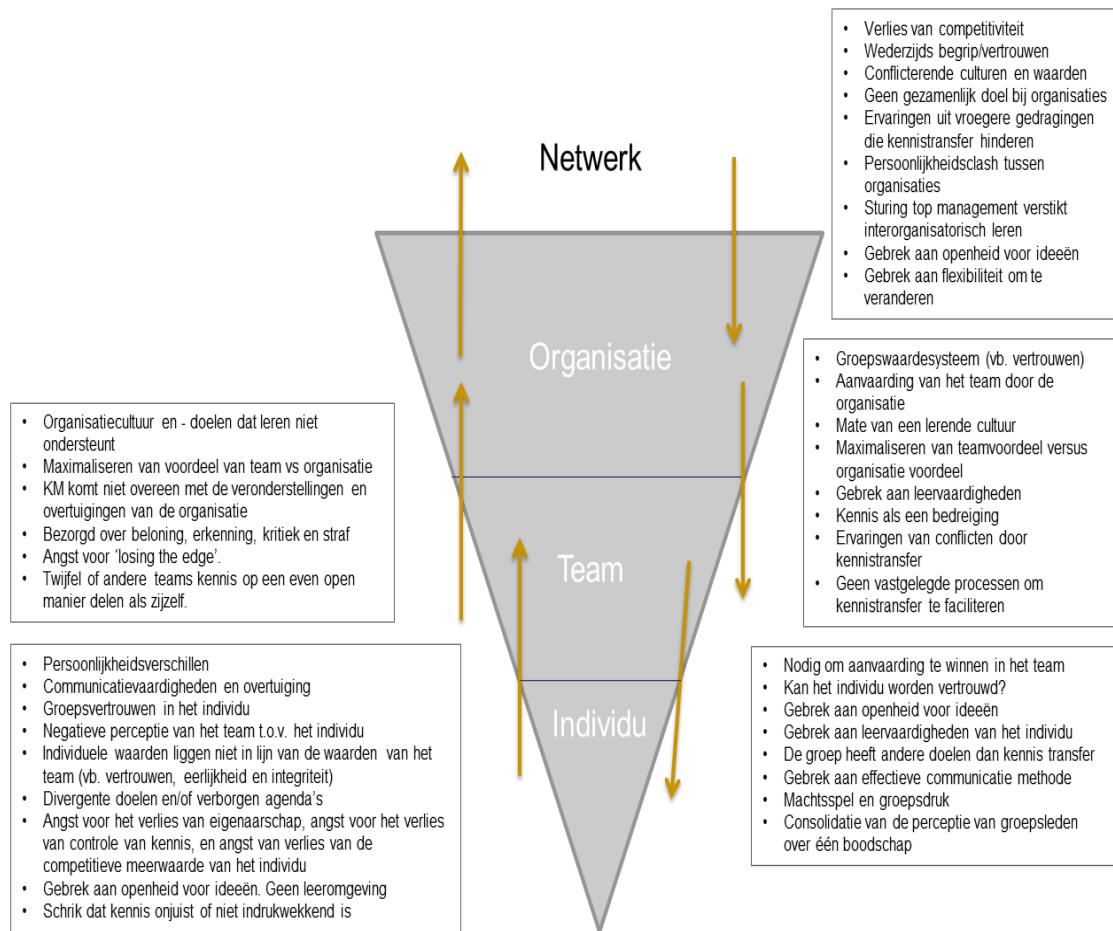 • Verlies van competitiviteit
• Wederzijds begrip/vertrouwen
• Conflicterende culturen en waarden
• Geen gezamenlijk doel bij organisaties
• Ervaringen uit vroegere gedragingen
die kennistransfer hinderen
• Persoonlijkheidsclash tussen
organisaties
• Sturing top management verstikt
interorganisatorisch leren
• Gebrek aan openheid voor ideeën
• Gebrek aan flexibiliteit om te
veranderen
Netwerk
Organisatie
• Groepswaardesysteem (vb. vertrouwen)
• Aanvaarding van het team door de
organisatie
• Mate van een lerende cultuur
• Maximaliseren van teamvoordeel versus
organisatie voordeel
• Gebrek aan leervaardigheden
• Kennis als een bedreiging
• Ervaringen van conflicten door
kennistransfer
• Geen vastgelegde processen om
kennistransfer te faciliteren
• Organisatiecultuur en - doelen dat leren niet
ondersteunt
• Maximaliseren van voordeel van team vs organisatie
• KM komt niet overeen met de veronderstellingen en
overtuigingen van de organisatie
• Bezorgd over beloning, erkenning, kritiek en straf
• Angst voor ‘losing the edge’.
• Twijfel of andere teams kennis op een even open
manier delen als zijzelf.
Team
• Persoonlijkheidsverschillen
• Communicatievaardigheden en overtuiging
• Groepsvertrouwen in het individu
• Negatieve perceptie van het team t.o.v. het individu
• Individuele waarden liggen niet in lijn van de waarden van het
team (vb. vertrouwen, eerlijkheid en integriteit)
• Divergente doelen en/of verborgen agenda’s
• Angst voor het verlies van eigenaarschap, angst voor het verlies
van controle van kennis, en angst van verlies van de
competitieve meerwaarde van het individu
• Gebrek aan openheid voor ideeën. Geen leeromgeving
• Schrik dat kennis onjuist of niet indrukwekkend is
Individu
• Nodig om aanvaarding te winnen in het team
• Kan het individu worden vertrouwd?
• Gebrek aan openheid voor ideeën
• Gebrek aan leervaardigheden van het individu
• De groep heeft andere doelen dan kennis transfer
• Gebrek aan effectieve communicatie methode
• Machtsspel en groepsdruk
• Consolidatie van de perceptie van groepsleden
over één boodschap